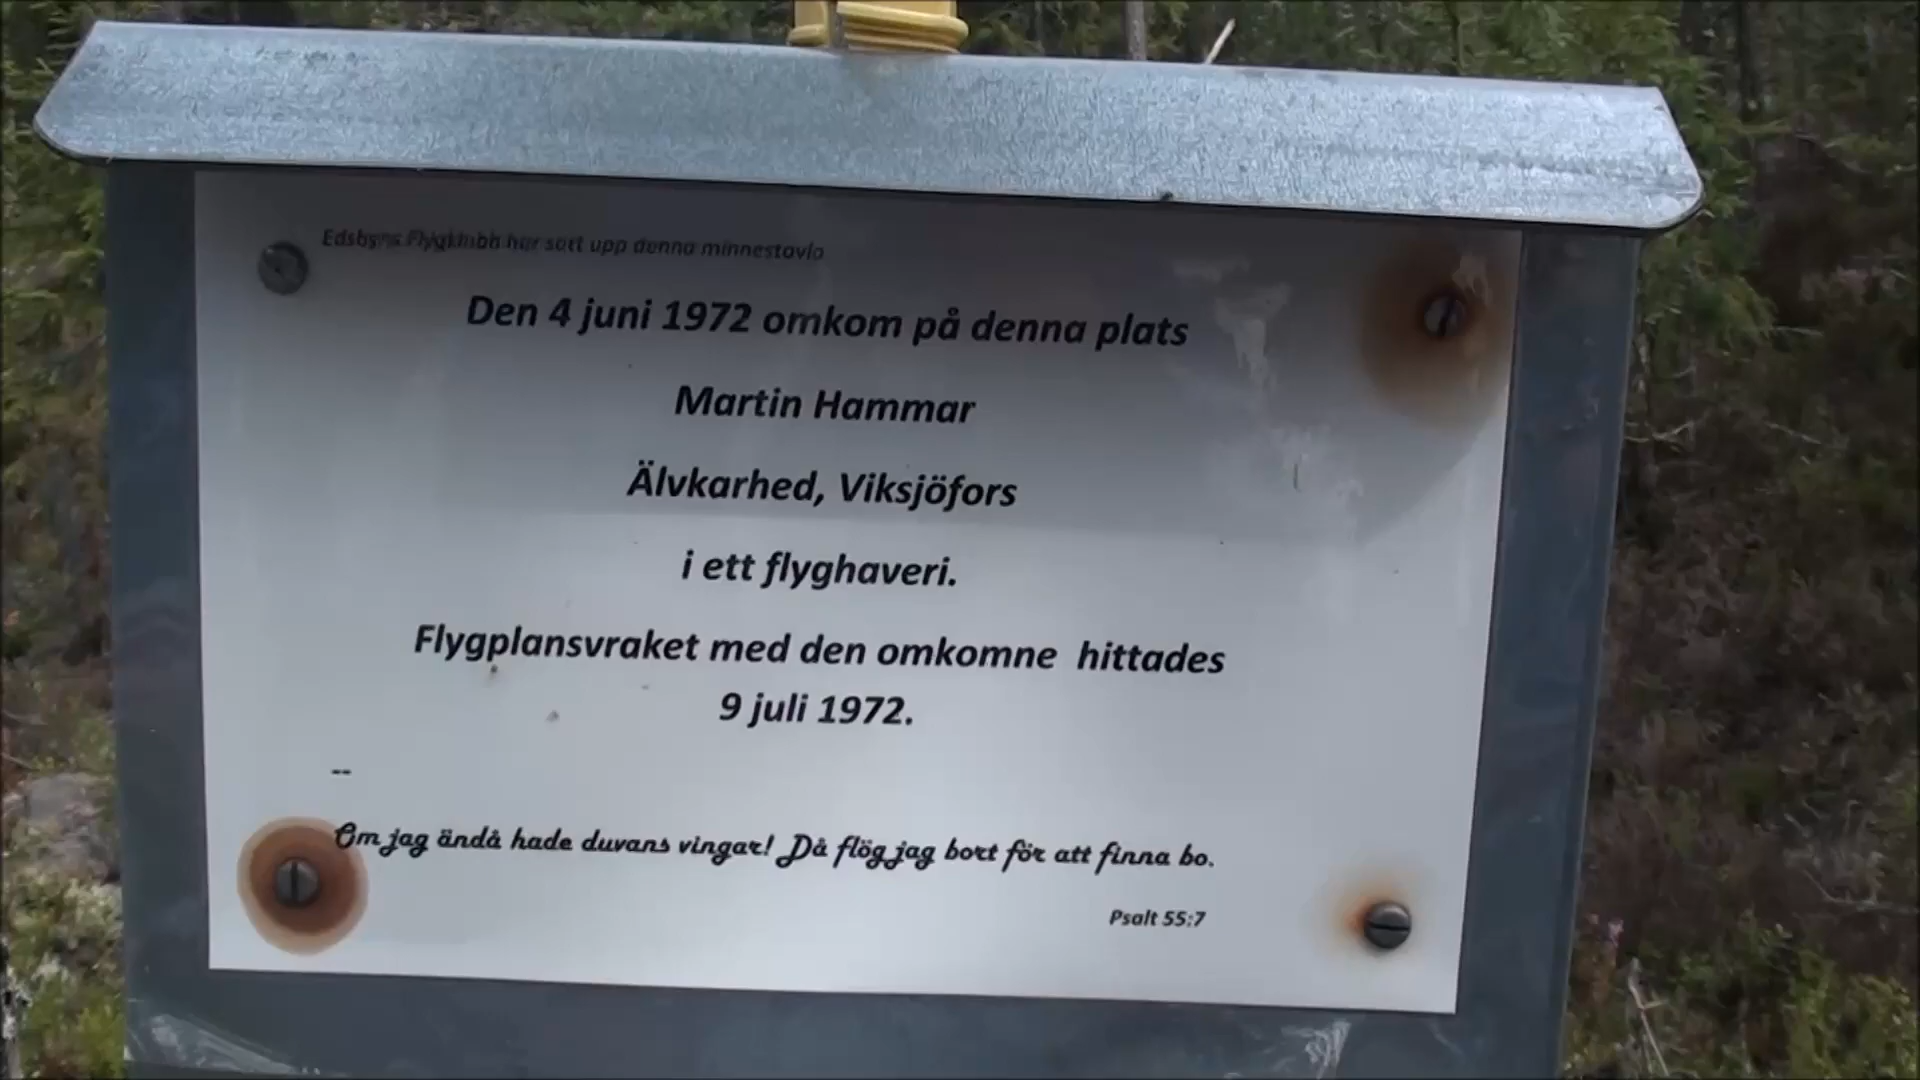 Edsbyns Flygklubb har satt upp denna minnestavla
Den 4 juni 1972 omkom på denna plats
Martin Hammar
Älvkarhed, Viksjöfors
i ett flyghaveri.
Flygplansvraket med den omkomne hittades
9 juli 1972.
--
Om jag ändå hade duvans vingar! Då flög jag bort för att finna bo.
Psalt 55:7